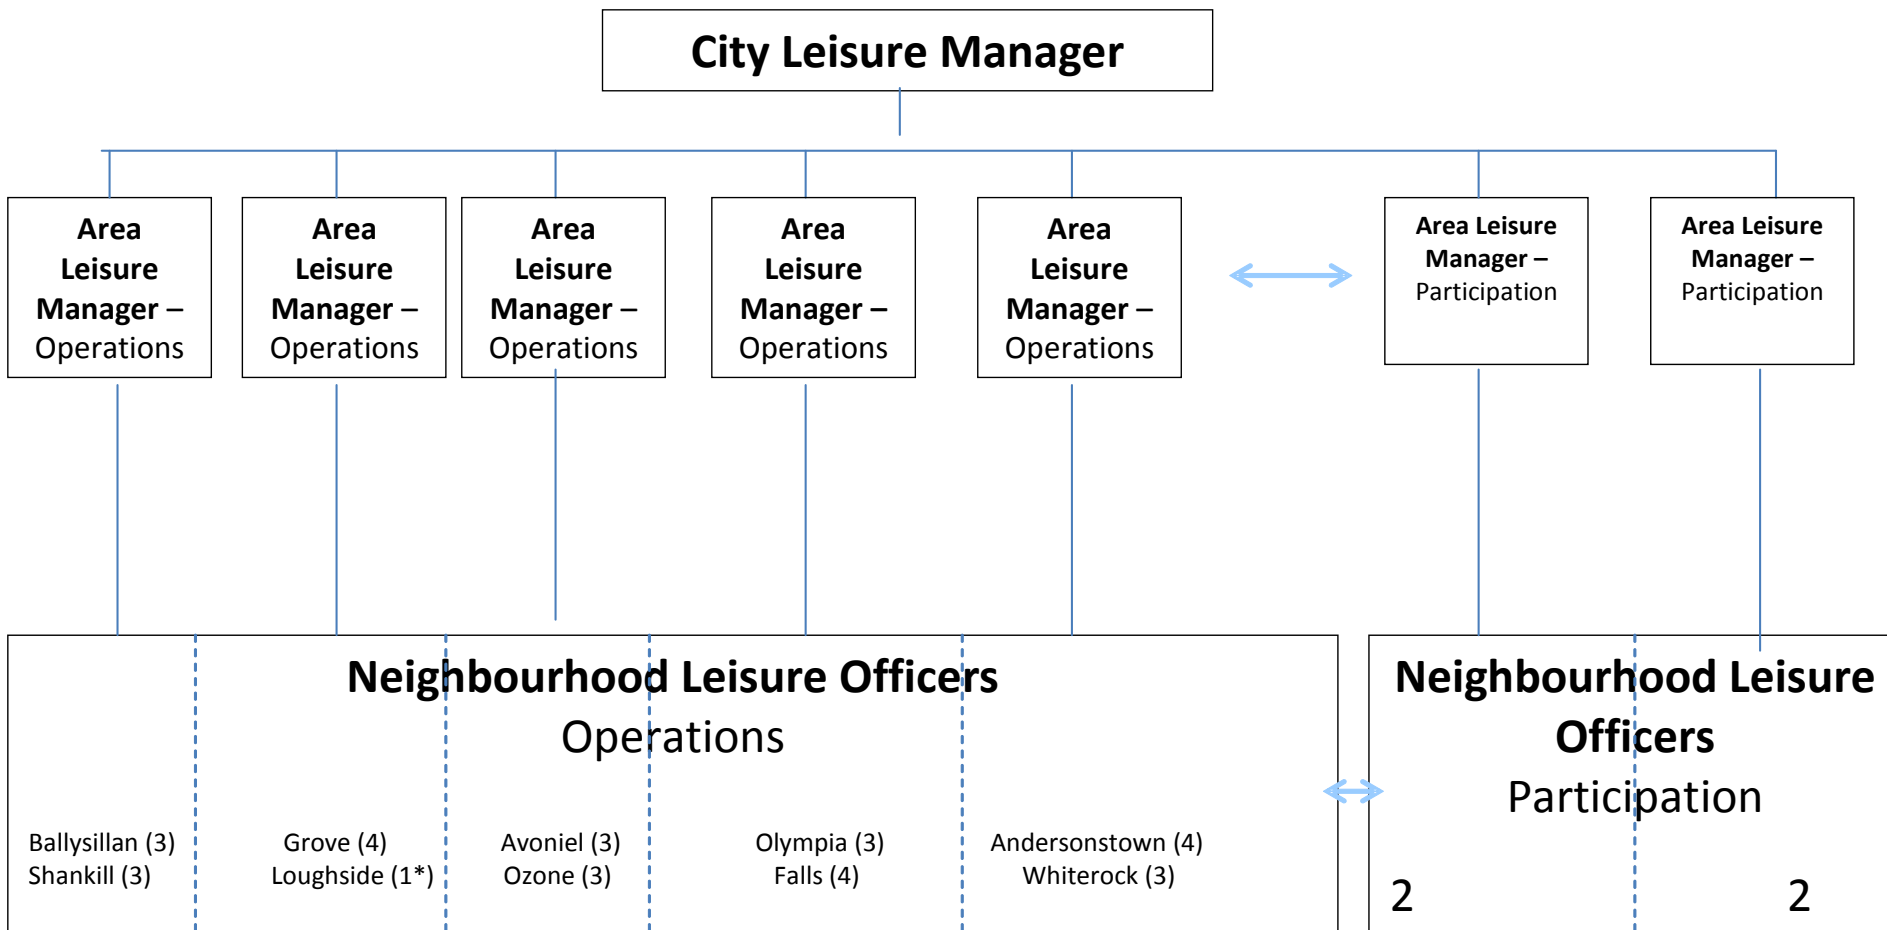 City Leisure Manager
Area
Leisure
Manager –
Operations
Area
Leisure
Manager –
Operations
Area
Leisure
Manager –
Operations
Area
Leisure
Manager –
Operations
Area
Leisure
Manager –
Operations
Area Leisure
Manager –
Participation
Area Leisure
Manager –
Participation
Neighbourhood Leisure Officers
Operations
Ballysillan (3)
Shankill (3)
Grove (4)
Loughside (1*)
Avoniel (3)
Ozone (3)
Olympia (3)
Falls (4)
Andersonstown (4)
Whiterock (3)
Neighbourhood Leisure
Officers
Participation
2
2